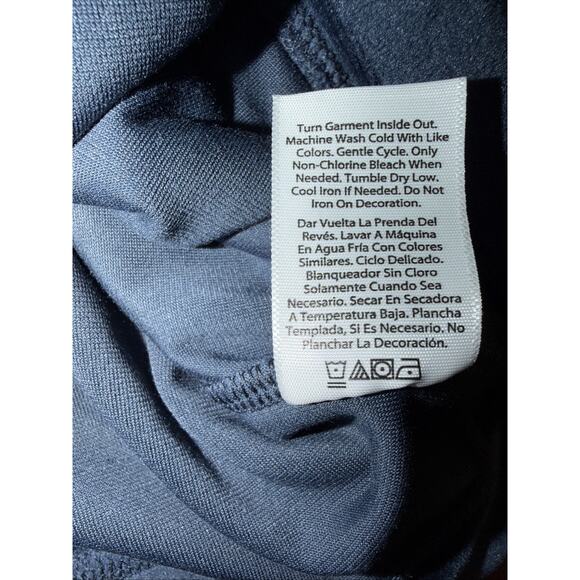 Turn Garment Inside Out.
Machine Wash Cold With Like
Colors. Gentle Cycle. Only
Non-Chlorine Bleach When
Needed. Tumble Dry Low.
Cool Iron If Needed. Do Not
Iron On Decoration.
Dar Vuelta La Prenda Del
Revés. Lavar A Máquina
En Agua Fría Con Colores
Similares. Ciclo Delicado.
Blanqueador Sin Cloro
Solamente Cuando Sea
Necesario. Secar En Secadora
A Temperatura Baja. Plancha
Templada, Si Es Necesario. No
Planchar La Decoración.